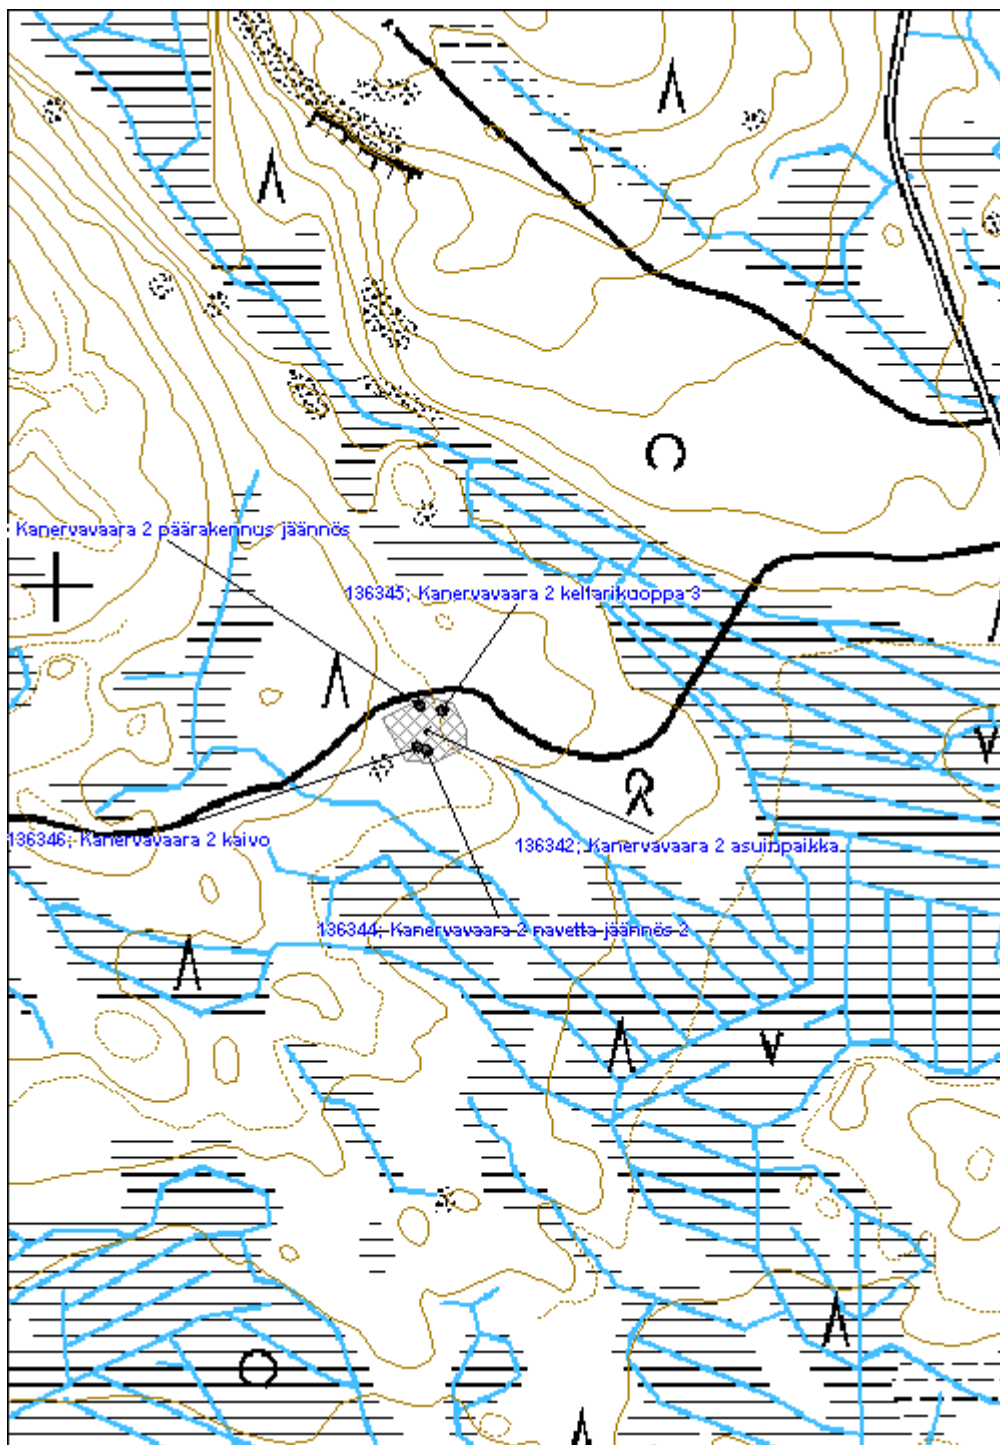 Kanervavaara 2 päärakennus jäännös
136345; Kanervavaara 2 kellarikuoppa 3
136346; Kanervavaara 2 kaivo
136342; Kanervavaara 2 asuinpaikka
136344; Kanervavaara 2 navetta jäännös 2